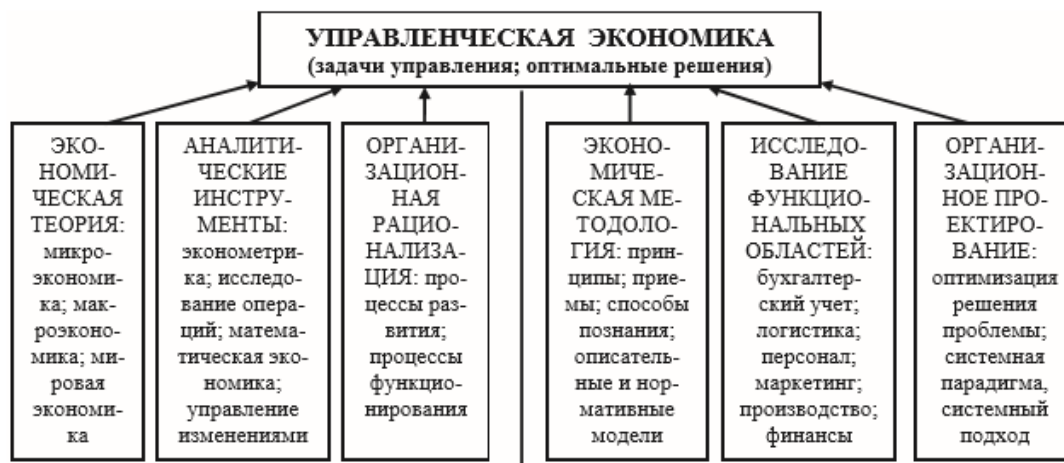 УПРАВЛЕНЧЕСКАЯ ЭКОНОМИКА
(задачи управления; оптимальные решения)
ЭКО-
НОМИ-
ЧЕСКАЯ
ТЕОРИЯ:
микро-
экономи-
ка; мак-
роэконо-
мика; ми-
ровая
экономи-
ка
АНАЛИТИ-
ЧЕСКИЕ
ИНСТРУ-
МЕНТЫ:
эконометри-
ка; исследо-
вание опера-
ций; матема-
тическая эко-
номика;
управление
изменениями
ОРГАНИ-
ЗАЦИОН-
НАЯ
РАЦИО-
НАЛИЗА-
ЦИЯ: про-
цессы раз-
вития;
процессы
функцио-
нирования
ЭКОНО-
МИЧЕ-
СКАЯ МЕ-
ТОДОЛО-
ГИЯ: прин-
ципы; прие-
мы; способы
познания;
описатель-
ные и нор-
мативные
модели
ИССЛЕДО-
ВАНИЕ
ФУНКЦИО-
НАЛЬНЫХ
ОБЛАСТЕЙ:
бухгалтер-
ский учет;
логистика;
персонал;
маркетинг;
производство;
финансы
ОРГАНИ-
ЗАЦИОН-
НОЕ ПРО-
ЕКТИРО-
ВАНИЕ:
оптимизация
решения
проблемы;
системная
парадигма,
системный
подход